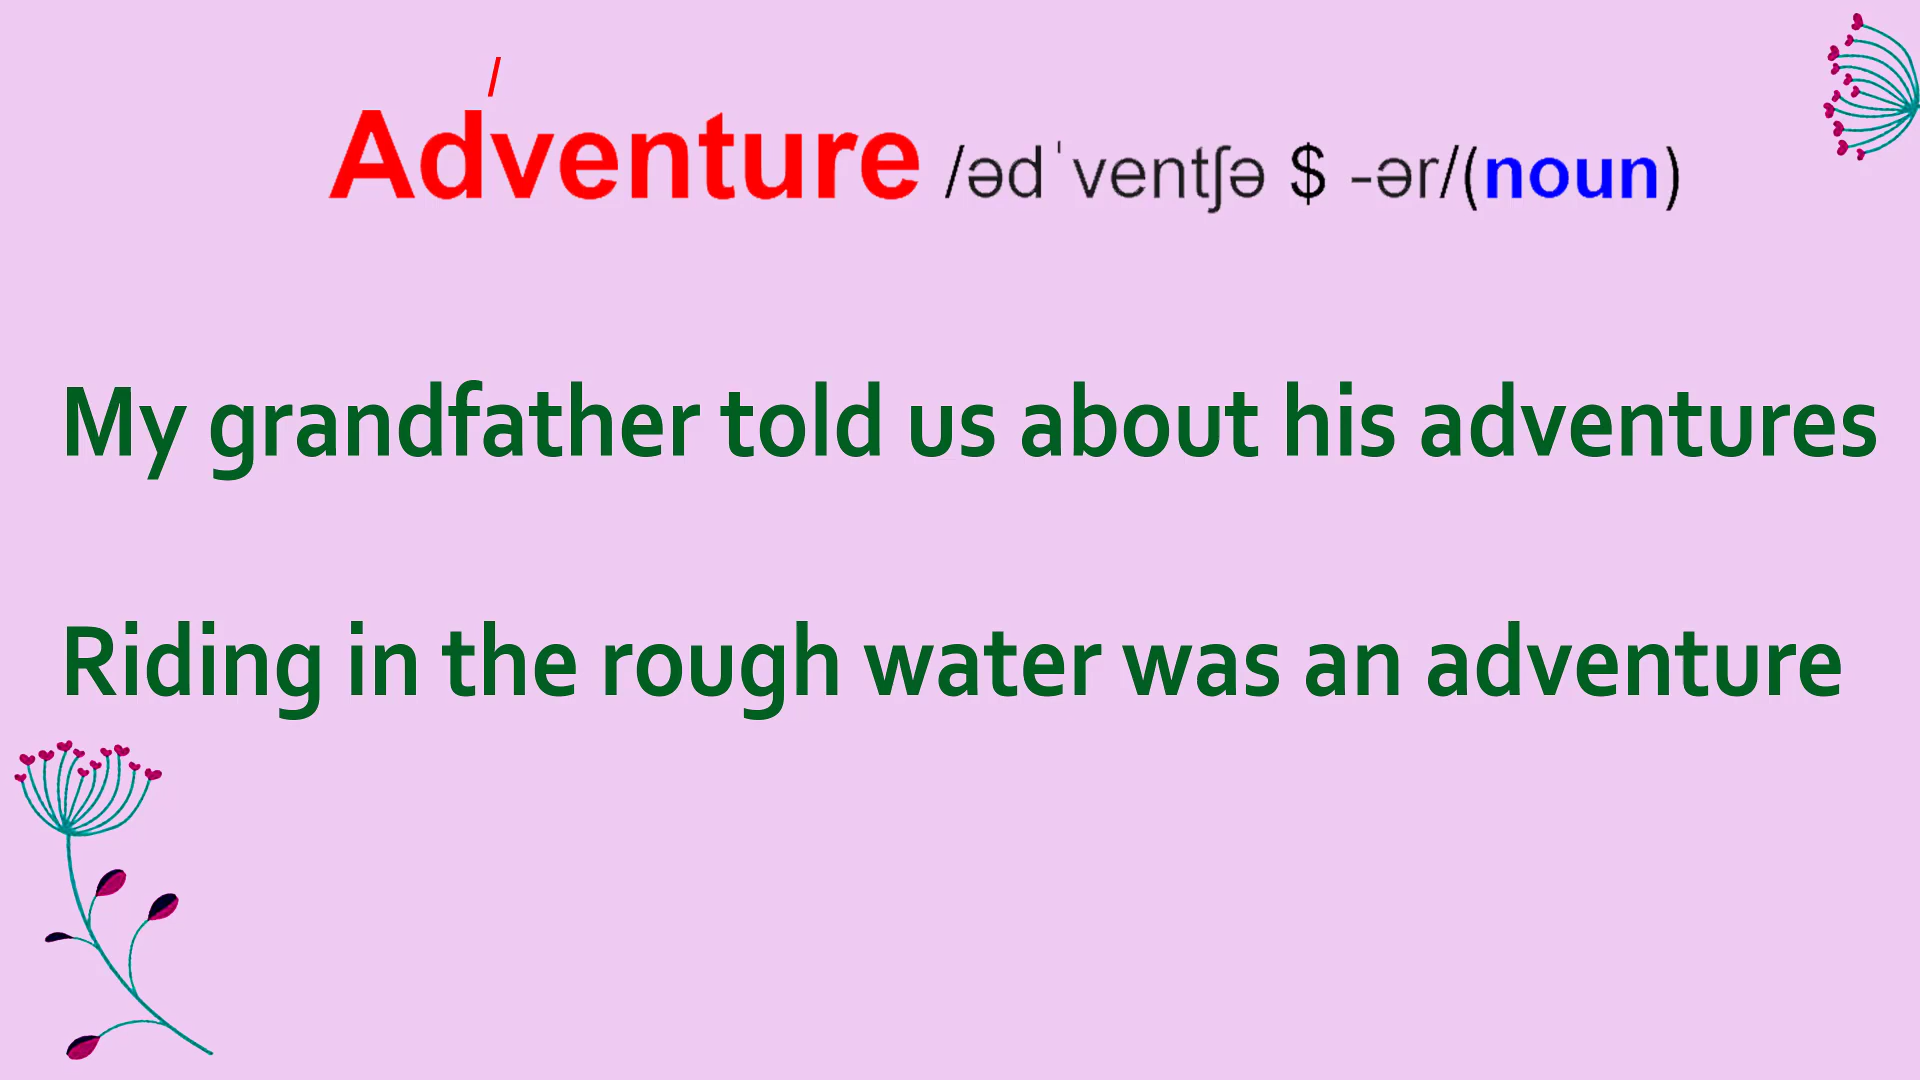 Adventure /ədˈventʃə $ -ər/(noun)
My grandfather told us about his adventures
Riding in the rough water was an adventure